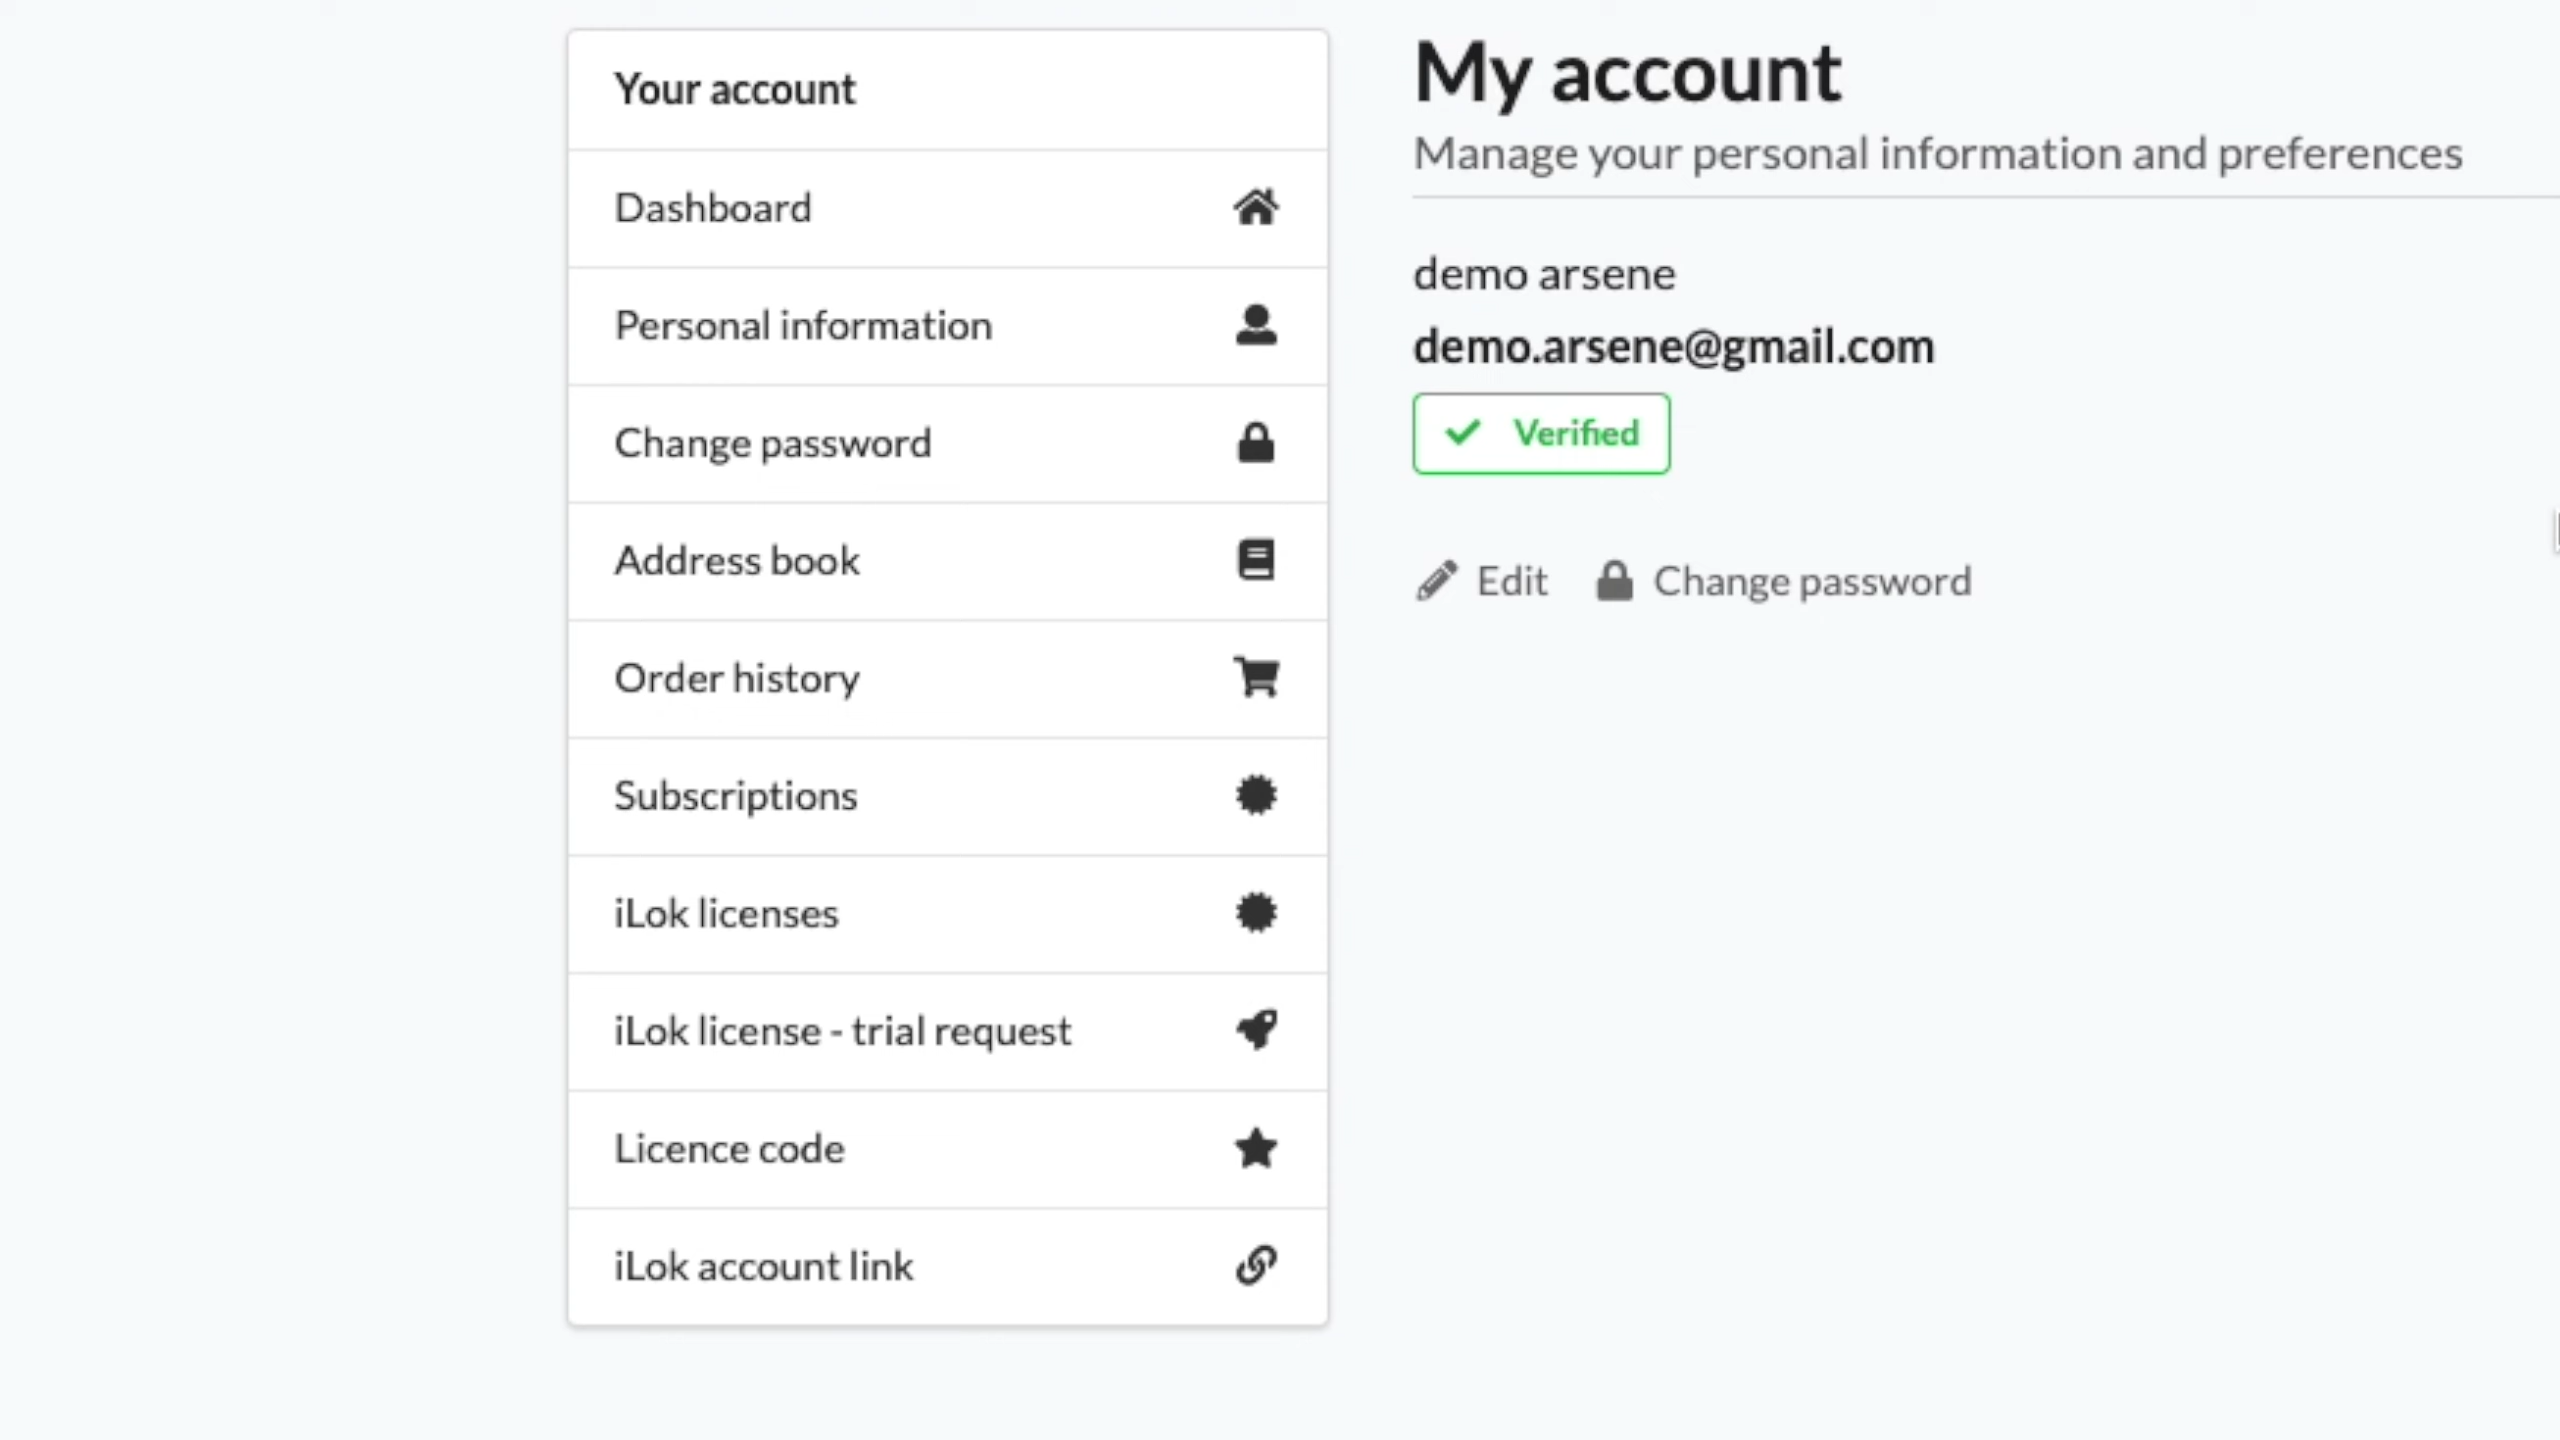 Your account
Dashboard
Personal information
Change password
Address book
Order history
Subscriptions
iLok licenses
iLok license - trial request
Licence code
iLok account link
My account
Manage your personal information and preferences
demo arsene
demo.arsene@gmail.com
Verified
Edit Change password